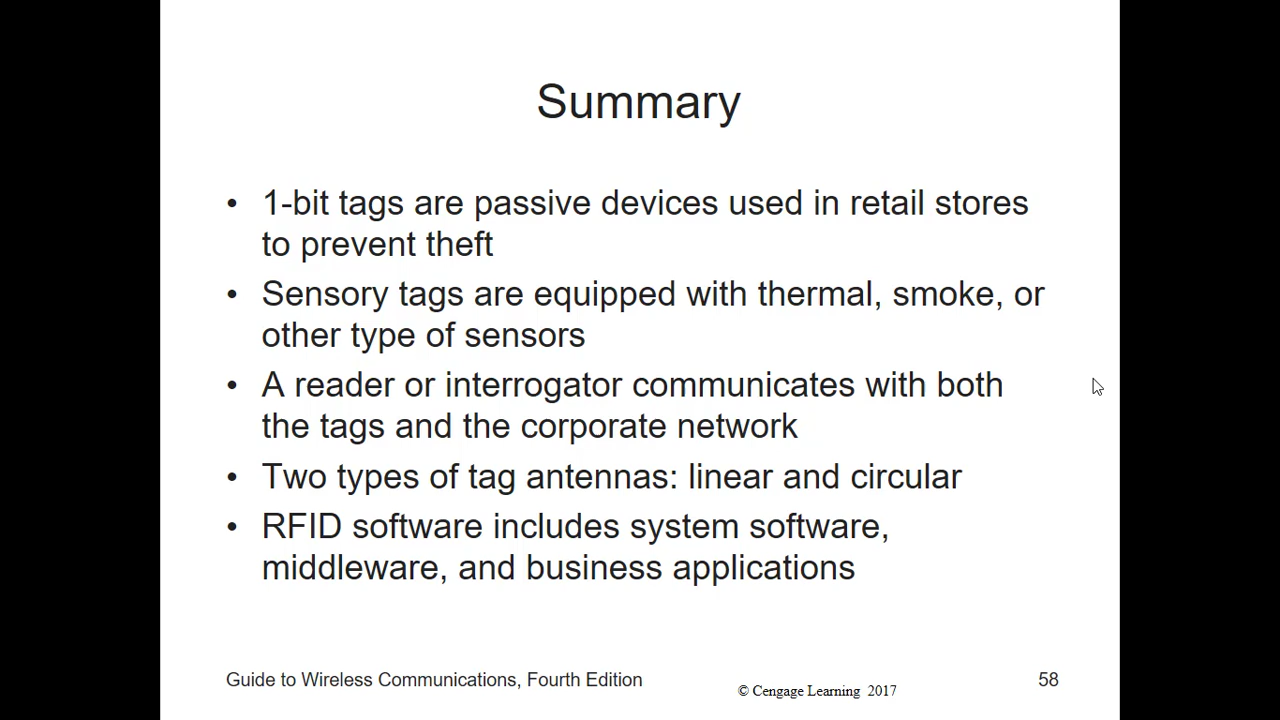 Summary
• 1-bit tags are passive devices used in retail stores
to prevent theft
• Sensory tags are equipped with thermal, smoke, or
other type of sensors
• A reader or interrogator communicates with both
the tags and the corporate network
• Two types of tag antennas: linear and circular
• RFID software includes system software,
middleware, and business applications
Guide to Wireless Communications, Fourth Edition
© Cengage Learning 2017
58